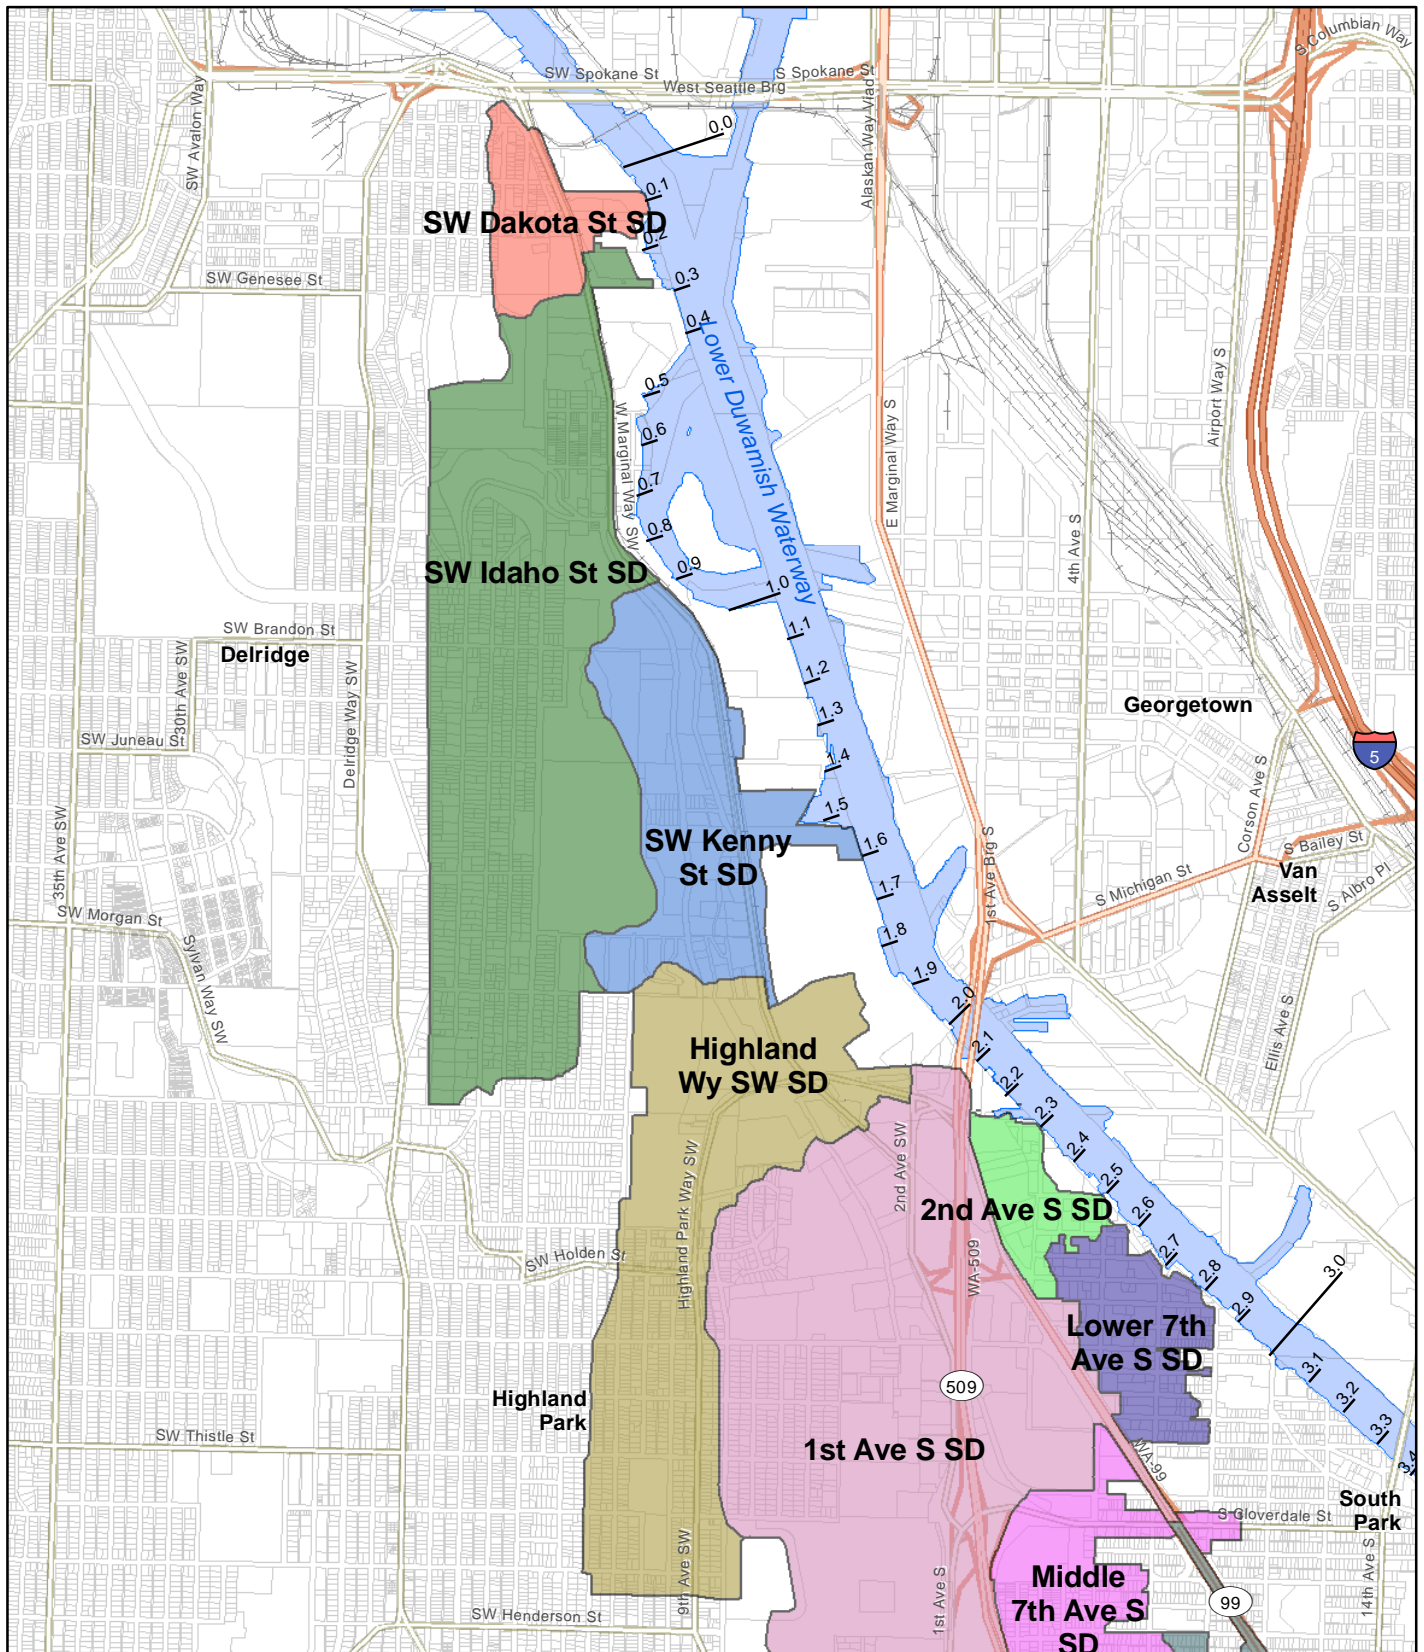 S Columbian Way
SW Spokane St
S Spokane St
West Seattle Brg
SW Avalon Way
Alaskan Way Viad
0.0
0.1
SW Dakota St SD
0.2
SW Genesee St
0.3
0.4
Lower Duwamish Waterway
0.5
Airport Way S
W Marginal Way SW
0.6
E Marginal Way S
0.7
0.8
4th Ave S
SW Idaho St SD
0.9
1.0
SW Brandon St
1.1
Delridge
30th Ave SW
1.2
Delridge Way SW
Georgetown
1.3
SW Juneau St
5
1.4
Corson Ave S
1.5
35th Ave SW
SW Kenny
St SD
1.6
S Bailey St
1st Ave Brg S
Van
Asselt
S Michigan St
1.7
S Albro Pl
SW Morgan St
1.8
Sylvan Way SW
1.9
2.0
Ellis Ave S
2.1
Highland
Wy SW SD
2.2
2.3
2nd Ave SW
2.4
Highland Park Way SW
2.5
2nd Ave S SD
2.6
SW Holden St
WA-509
2.7
2.8
3.0
2.9
Lower 7th
Ave S SD
3.1
509
3.2
Highland
Park
3.3
SW Thistle St
1st Ave S SD
WA-99
3.4
South
Park
S Cloverdale St
9th Ave SW
1st Ave S
14th Ave S
Middle
7th Ave S
SD
99
SW Henderson St